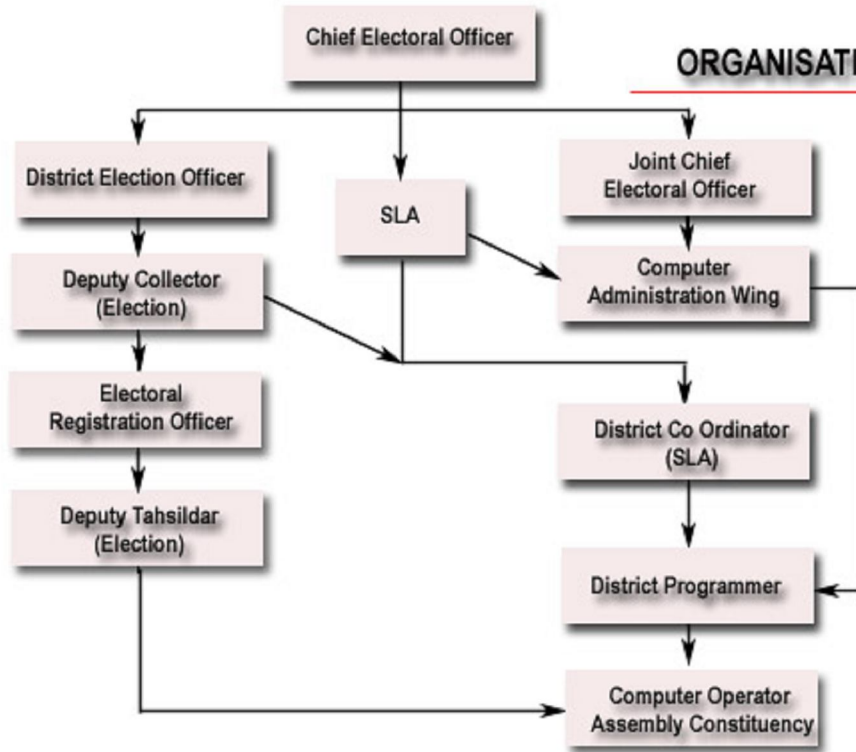 Chief Electoral Officer
ORGANISATI
District Election Officer
SLA
Joint Chief
Electoral Officer
Deputy Collector
(Election)
Computer
Administration Wing
Electoral
Registration Officer
District Co Ordinator
(SLA)
Deputy Tahsildar
(Election)
District Programmer
Computer Operator
Assembly Constituency